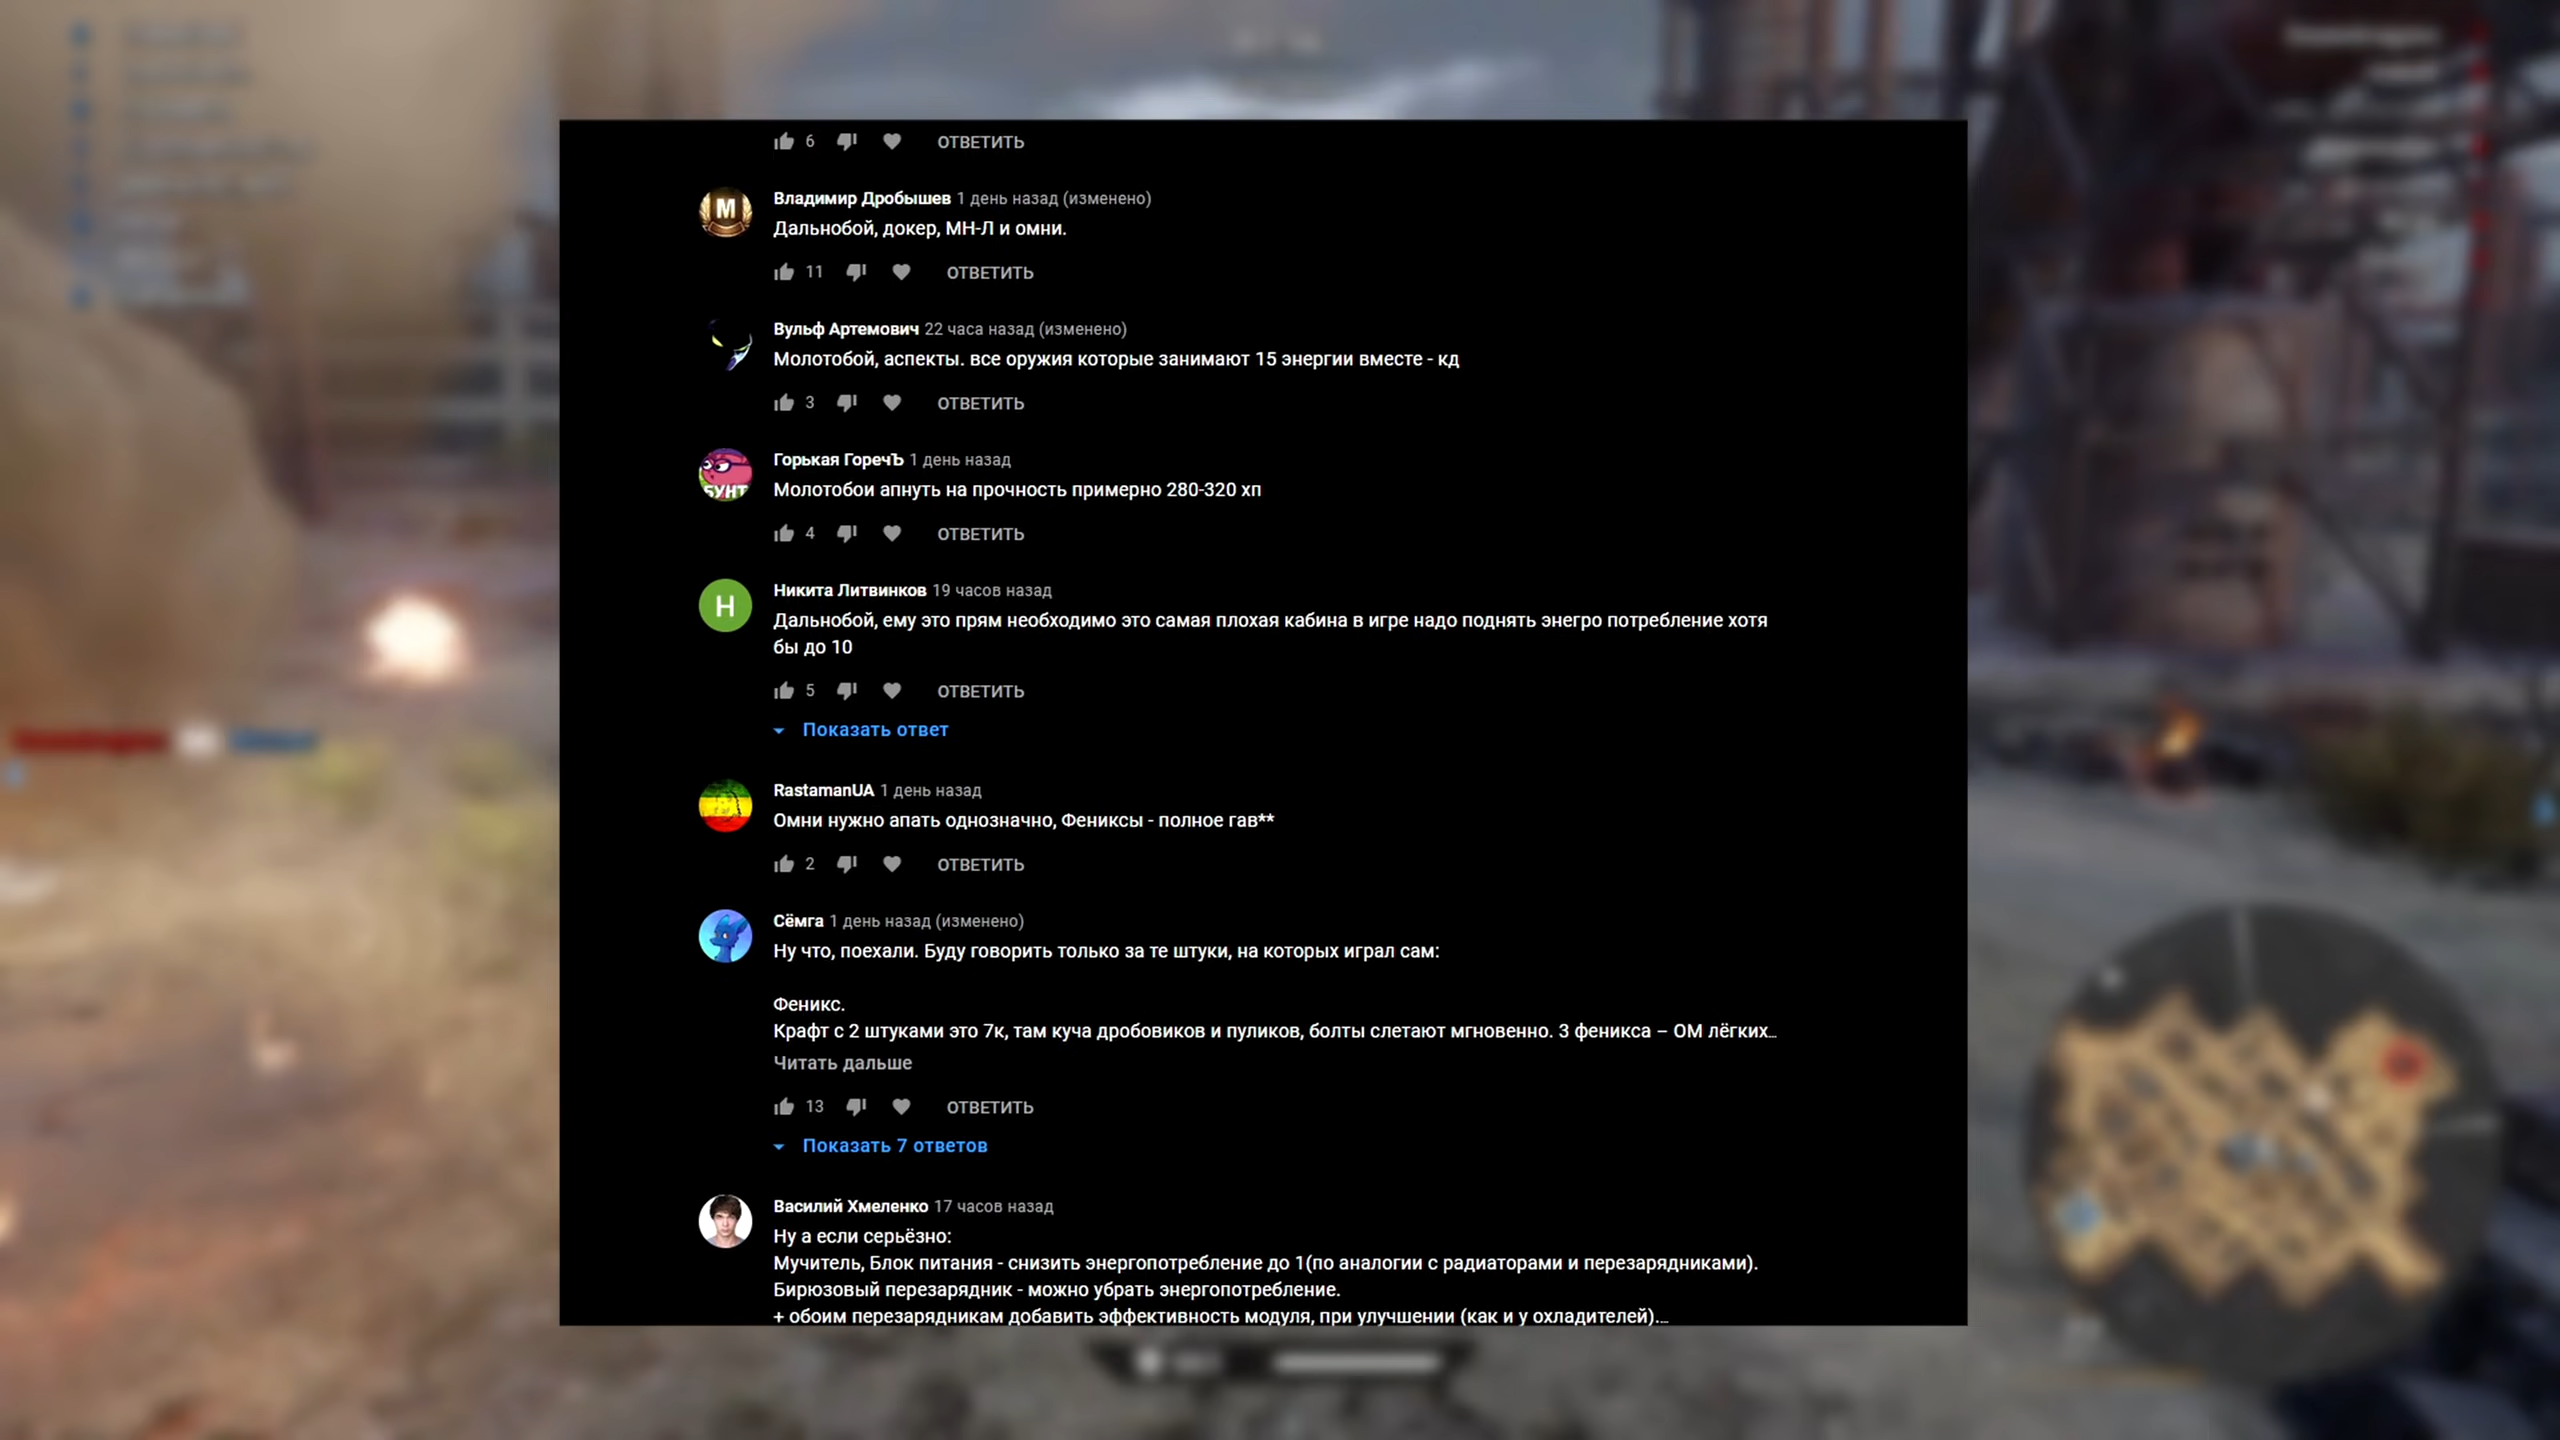 6 ОТВЕТИТЬ
Владимир Дробышев 1 день назад (изменено)
Дальнобой, докер, МН-Л и омни.
11 ОТВЕТИТЬ
Вульф Артемович 22 часа назад (изменено)
Молотобой, аспекты. все оружия которые занимают 15 энергии вместе - кд
3 ОТВЕТИТЬ
БУНТ
Горькая ГоречЪ 1 день назад
Молотобои апнуть на прочность примерно 280-320 хп
4 ОТВЕТИТЬ
Н
Никита Литвинков 19 часов назад
Дальнобой, ему это прям необходимо это самая плохая кабина в игре надо поднять энегро потребление хотя
бы до 10
5 ОТВЕТИТЬ
Показать ответ
RastamanUA 1 день назад
Омни нужно апать однозначно, Фениксы - полное гав**
2 ОТВЕТИТЬ
Сёмга 1 день назад (изменено)
Ну что, поехали. Буду говорить только за те штуки, на которых играл сам:
Феникс.
Крафт с 2 штуками это 7к, там куча дробовиков и пуликов, болты слетают мгновенно. 3 феникса – ОМ лёгких…
Читать дальше
13 ОТВЕТИТЬ
Показать 7 ответов
Василий Хмеленко 17 часов назад
Ну а если серьёзно:
Мучитель, Блок питания - снизить энергопотребление до 1(по аналогии с радиаторами и перезарядниками).
Бирюзовый перезарядник - можно убрать энергопотребление.
+ обоим перезарядникам добавить эффективность модуля, при улучшении (как и у охладителей)…